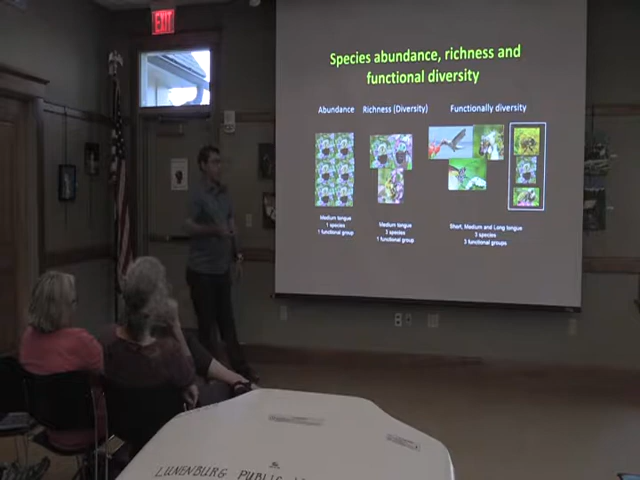 EXIT
Species abundance, richness and
functional diversity
Abundance
Richness (Diversity)
Functionally diversity
Medium tongue
1 species
1 functional group
Medium tongue
3 species
1 functional group
Short, Medium and Long tongue
3 species
3 functional groups
LUNENBURG PUBLIC